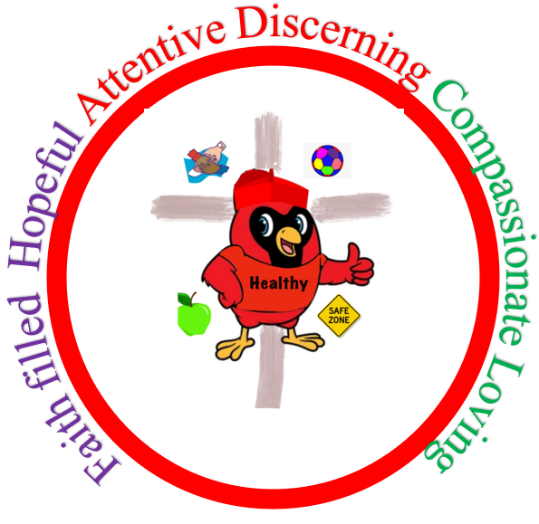 Faith filled Hopeful Attentive Discerning Compassionate Loving
Healthy
SAFE
ZONE